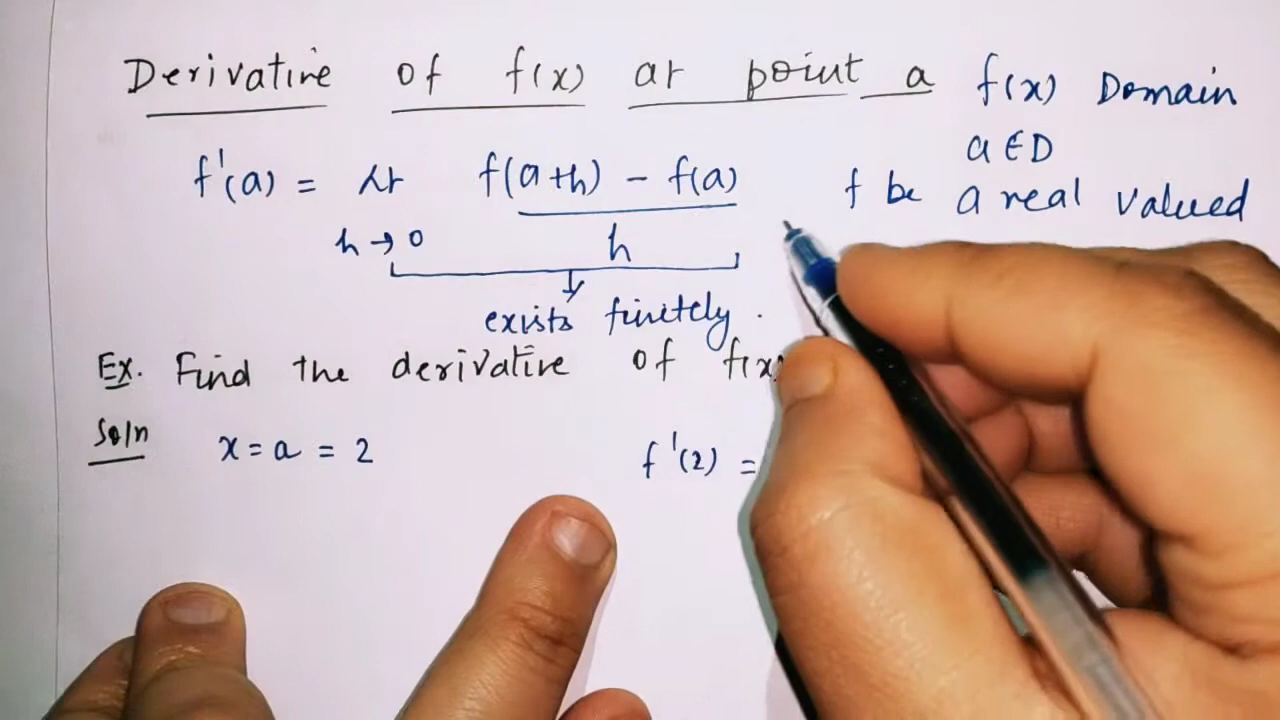 Derivative of f(x) at point a
f(x) Domain
a ∈ D
f be a real valued
f'(a) = Lt f(a+h) - f(a)
h → 0 h
exists finitely.
Ex. Find the derivative of f(x)
Soln x = a = 2 f'(2) =